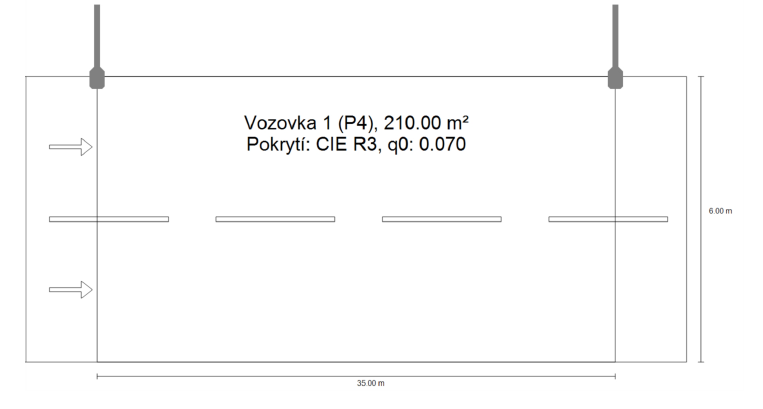 Vozovka 1 (P4), 210.00 m²
Pokrytí: CIE R3, q0: 0.070
6.00 m
35.00 m